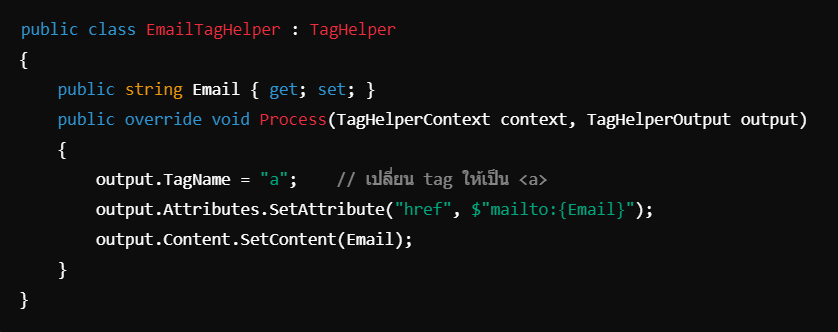 public class EmailTagHelper : TagHelper
{
    public string Email { get; set; }
    public override void Process(TagHelperContext context, TagHelperOutput output)
    {
        output.TagName = "a";    // เปลี่ยน tag ให้เป็น <a>
        output.Attributes.SetAttribute("href", $"mailto:{Email}");
        output.Content.SetContent(Email);
    }
}